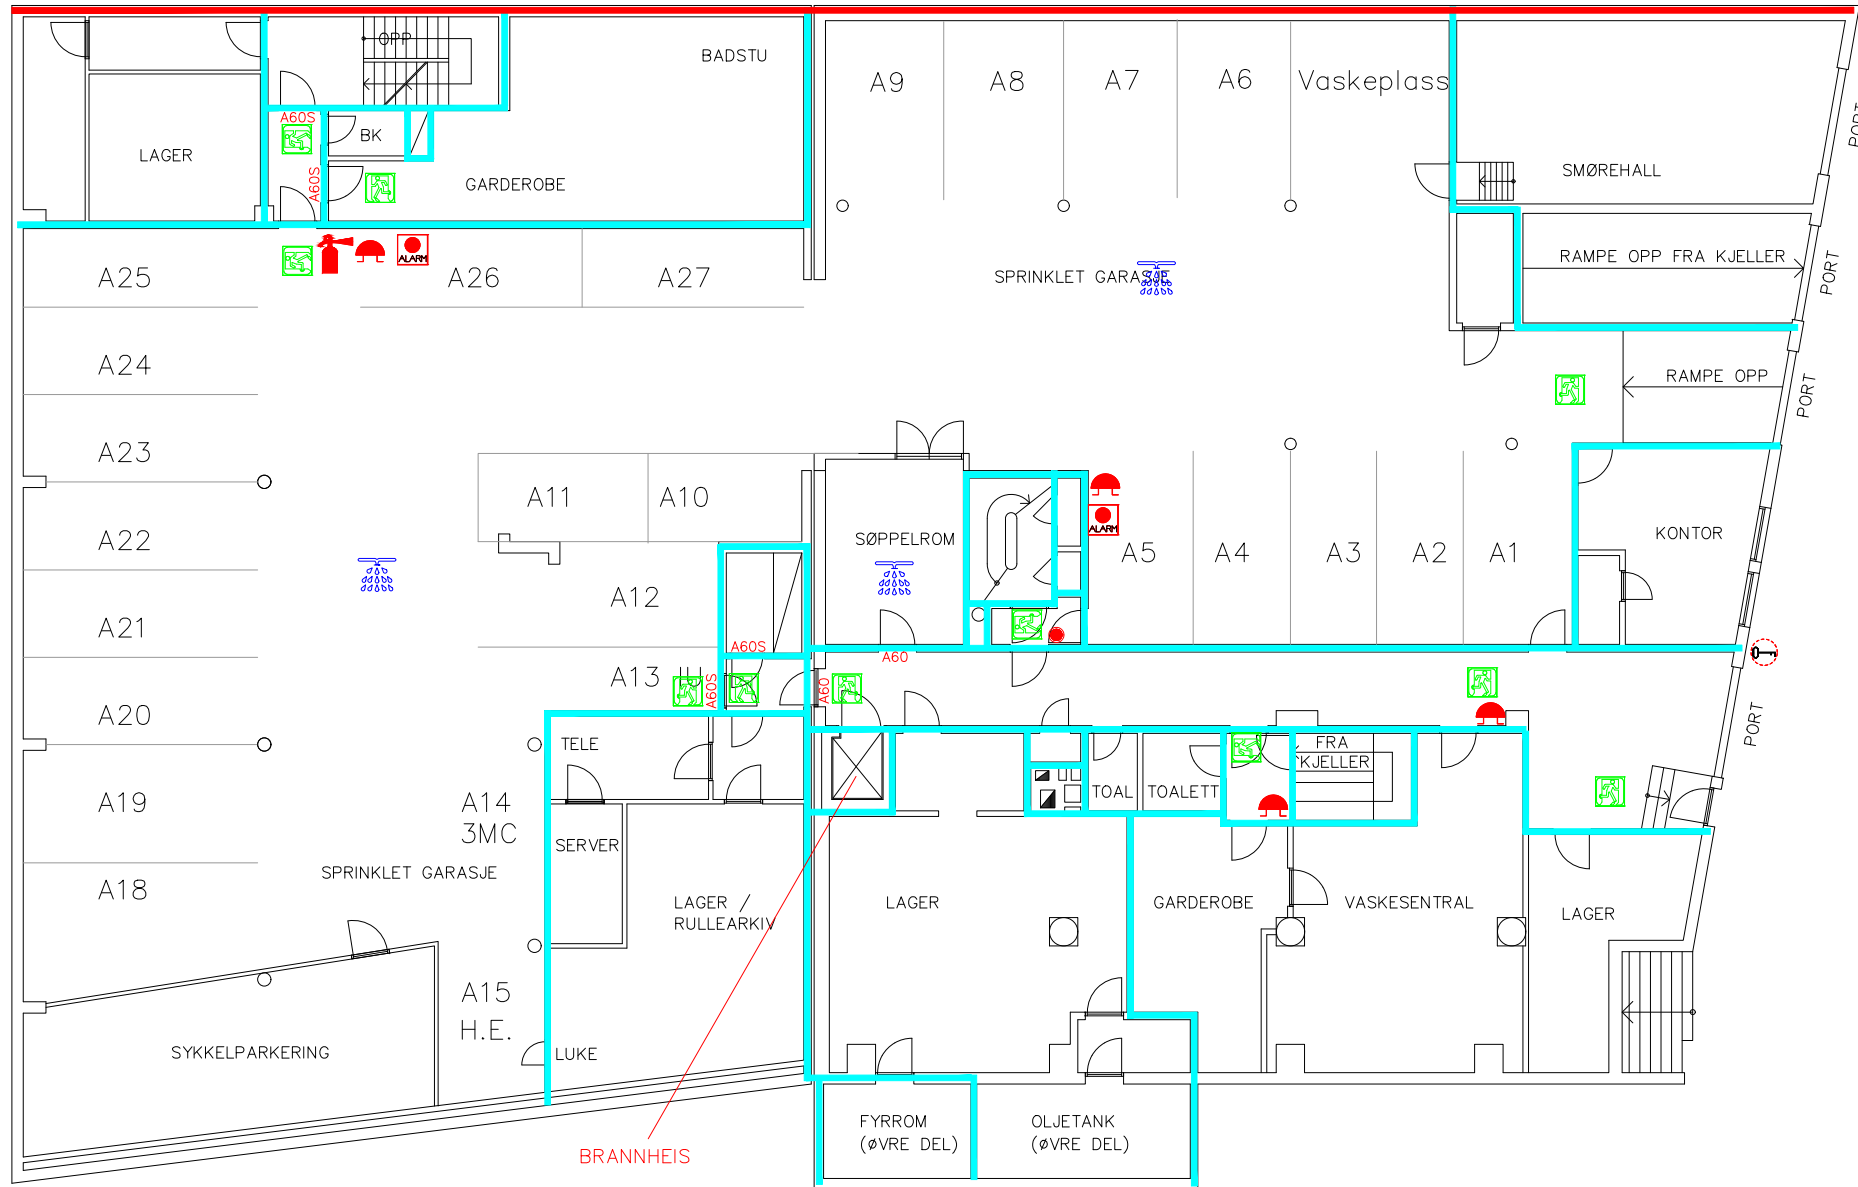 OPP
BADSTU
A9
A8
A7
A6
Vaskeplass
PORT
A60S
BK
LAGER
A60S
GARDEROBE
SMØREHALL
ALARM
A25
A26
A27
SPRINKLET GARASJE
RAMPE OPP FRA KJELLER
PORT
A24
RAMPE OPP
PORT
A23
A11
A10
ALARM
A22
SØPPELROM
A5
A4
A3
A2
A1
KONTOR
A12
A21
A60S
A60
A13
IU
A60S
A60
A20
TELE
FRA
KJELLER
PORT
A19
A14
3MC
TOAL
TOALETT
SERVER
SPRINKLET GARASJE
A18
LAGER /
RULLEARKIV
LAGER
GARDEROBE
VASKESENTRAL
LAGER
A15
H.E.
SYKKELPARKERING
LUKE
FYRROM
(ØVRE DEL)
OLJETANK
(ØVRE DEL)
BRANNHEIS